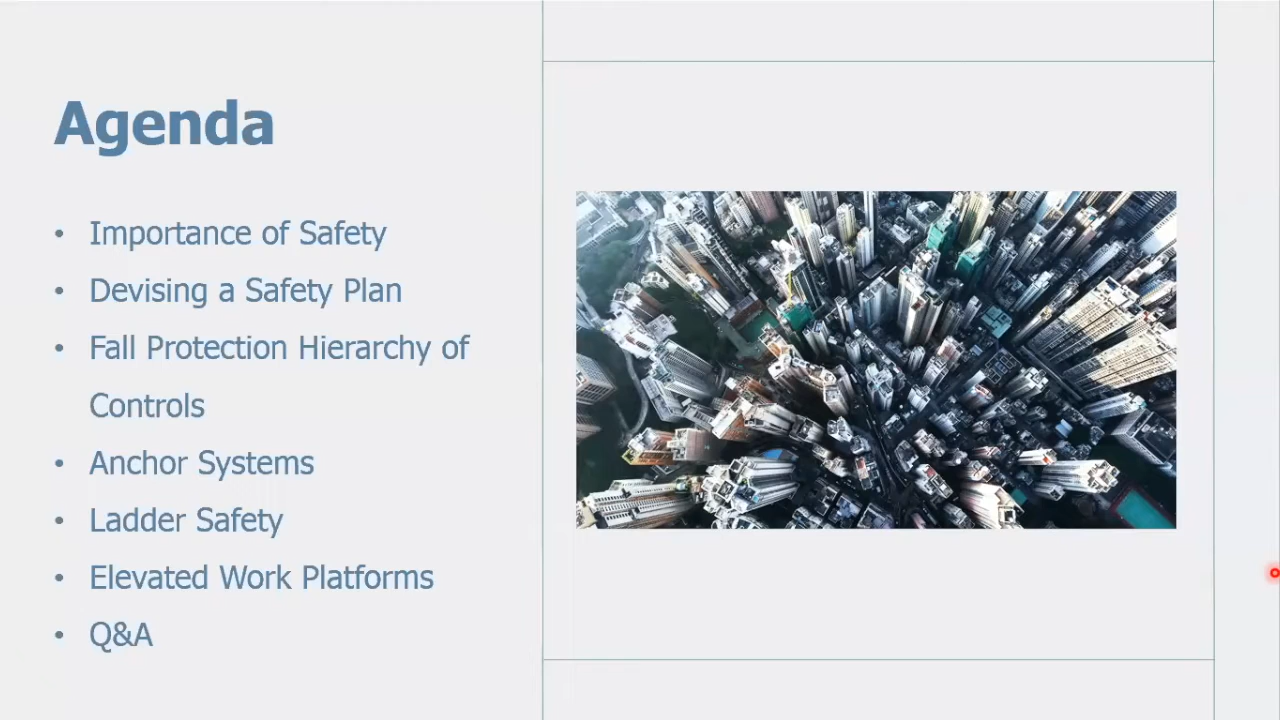 Agenda
• Importance of Safety
• Devising a Safety Plan
• Fall Protection Hierarchy of
Controls
• Anchor Systems
• Ladder Safety
• Elevated Work Platforms
• Q&A